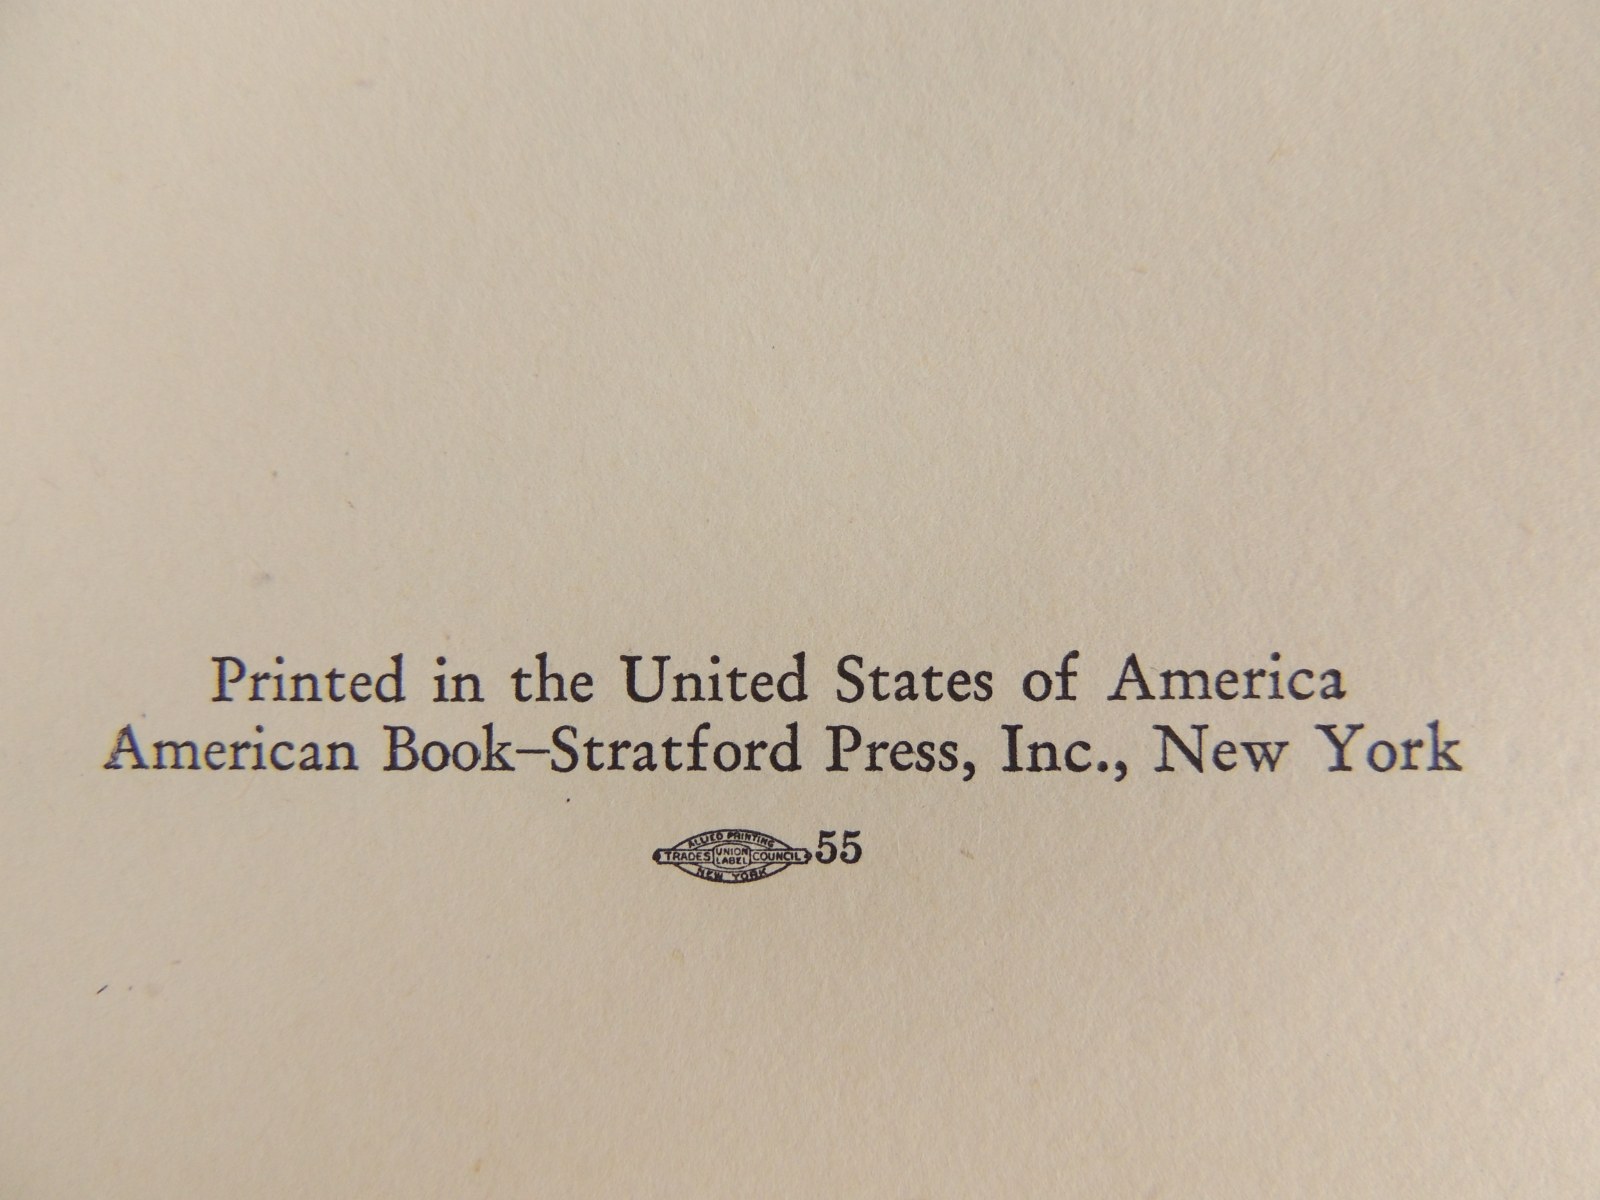 Printed in the United States of America
American Book—Stratford Press, Inc., New York
ALLIED PRINTING
TRADES UNION LABEL COUNCIL
NEW YORK
55